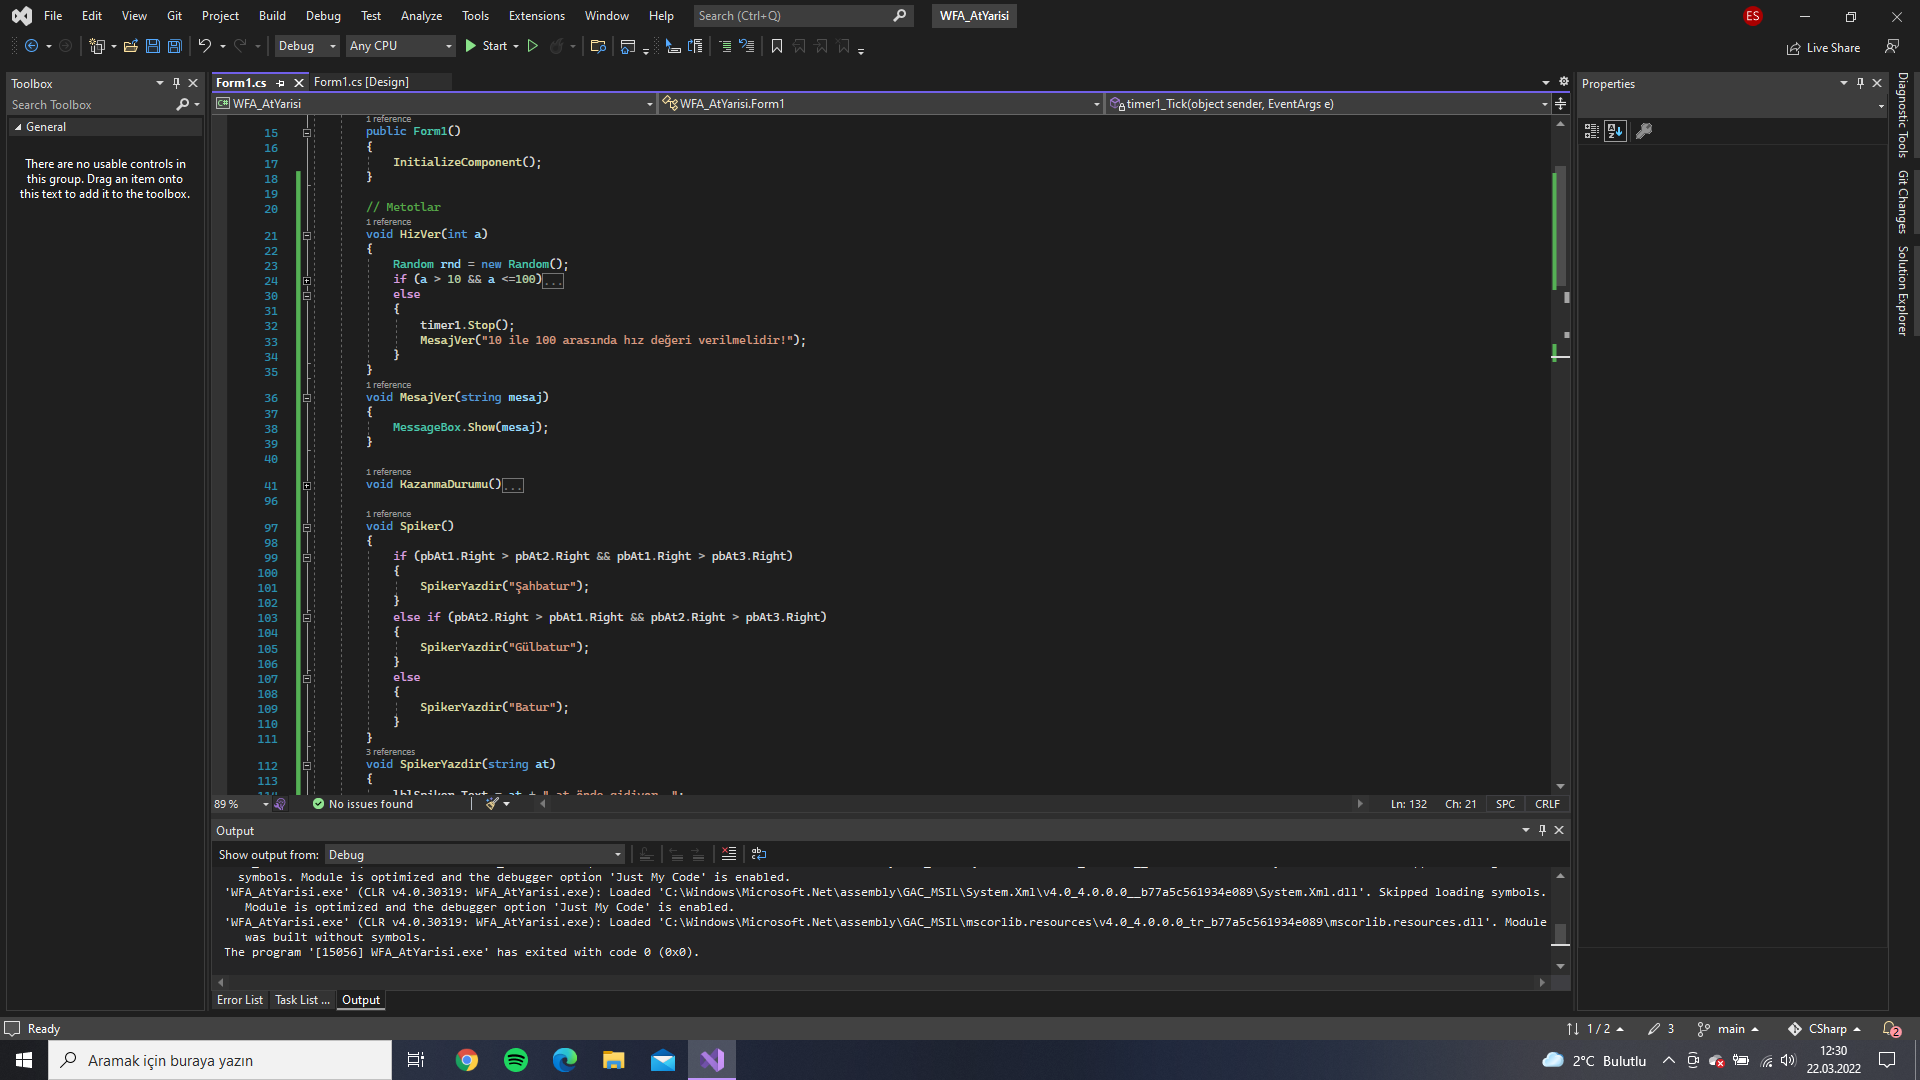 File Edit View Git Project Build Debug Test Analyze Tools Extensions Window Help Search (Ctrl+Q) WFA_AtYarisi ES
Debug Any CPU Start Live Share
Toolbox
Search Toolbox
General
There are no usable controls in
this group. Drag an item onto
this text to add it to the toolbox.
Form1.cs Form1.cs [Design]
C# WFA_AtYarisi WFA_AtYarisi.Form1 timer1_Tick(object sender, EventArgs e)
1 reference
15 public Form1()
16 {
17 InitializeComponent();
18 }
19
20 // Metotlar
1 reference
21 void HizVer(int a)
22 {
23 Random rnd = new Random();
24 if (a > 10 && a <=100)...
30 else
31 {
32 timer1.Stop();
33 MesajVer("10 ile 100 arasında hız değeri verilmelidir!");
34 }
35 }
1 reference
36 void MesajVer(string mesaj)
37 {
38 MessageBox.Show(mesaj);
39 }
40
1 reference
41 void KazanmaDurumu()...
96
1 reference
97 void Spiker()
98 {
99 if (pbAt1.Right > pbAt2.Right && pbAt1.Right > pbAt3.Right)
100 {
101 SpikerYazdir("Şahbatur");
102 }
103 else if (pbAt2.Right > pbAt1.Right && pbAt2.Right > pbAt3.Right)
104 {
105 SpikerYazdir("Gülbatur");
106 }
107 else
108 {
109 SpikerYazdir("Batur");
110 }
111 }
3 references
112 void SpikerYazdir(string at)
113 {
89 % No issues found Ln: 132 Ch: 21 SPC CRLF
Output
Show output from: Debug
symbols. Module is optimized and the debugger option 'Just My Code' is enabled.
'WFA_AtYarisi.exe' (CLR v4.0.30319: WFA_AtYarisi.exe): Loaded 'C:\Windows\Microsoft.Net\assembly\GAC_MSIL\System.Xml\v4.0_4.0.0.0__b77a5c561934e089\System.Xml.dll'. Skipped loading symbols.
Module is optimized and the debugger option 'Just My Code' is enabled.
'WFA_AtYarisi.exe' (CLR v4.0.30319: WFA_AtYarisi.exe): Loaded 'C:\Windows\Microsoft.Net\assembly\GAC_MSIL\mscorlib.resources\v4.0_4.0.0.0_tr_b77a5c561934e089\mscorlib.resources.dll'. Module
was built without symbols.
The program '[15056] WFA_AtYarisi.exe' has exited with code 0 (0x0).
Error List Task List ... Output
Properties
Diagnostic Tools
Git Changes
Solution Explorer
Ready 1 / 2 3 main CSharp 2
Aramak için buraya yazın 2°C Bulutlu 12:30
22.03.2022